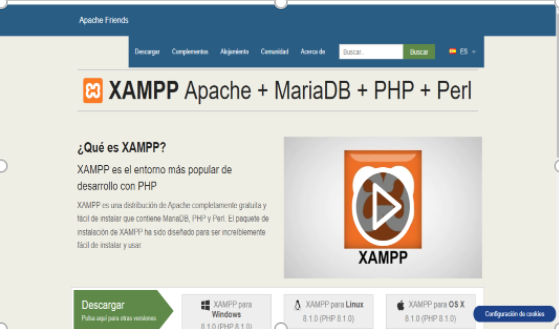 Apache Friends
Descargar Complementos Alojamiento Comunidad Acerca de Buscar... Buscar ES
XAMPP Apache + MariaDB + PHP + Perl
¿Qué es XAMPP?
XAMPP es el entorno más popular de
desarrollo con PHP
XAMPP es una distribución de Apache completamente gratuita y
fácil de instalar que contiene MariaDB, PHP y Perl. El paquete de
instalación de XAMPP ha sido diseñado para ser increíblemente
fácil de instalar y usar.
XAMPP
Descargar
Pulsa aquí para otras versiones
XAMPP para
Windows
8.1.0 (PHP 8.1.0)
XAMPP para Linux
8.1.0 (PHP 8.1.0)
XAMPP para OS X
8.1.0 (PHP 8.1.0)
Configuración de cookies